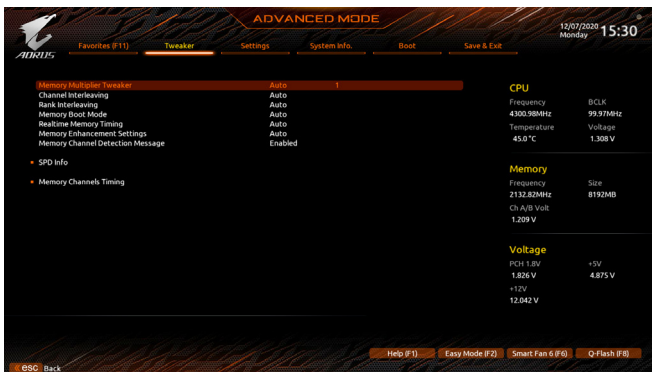 ADVANCED MODE
12/07/2020 Monday 15:30
AORUS
Favorites (F11) Tweaker Settings System Info. Boot Save & Exit
Memory Multiplier Tweaker Auto 1
Channel Interleaving Auto
Rank Interleaving Auto
Memory Boot Mode Auto
Realtime Memory Timing Auto
Memory Enhancement Settings Auto
Memory Channel Detection Message Enabled
SPD Info
Memory Channels Timing
CPU
Frequency BCLK
4300.98MHz 99.97MHz
Temperature Voltage
45.0 °C 1.308 V
Memory
Frequency Size
2132.82MHz 8192MB
Ch A/B Volt
1.209 V
Voltage
PCH 1.8V +5V
1.826 V 4.875 V
+12V
12.042 V
Help (F1) Easy Mode (F2) Smart Fan 6 (F6) Q-Flash (F8)
esc Back